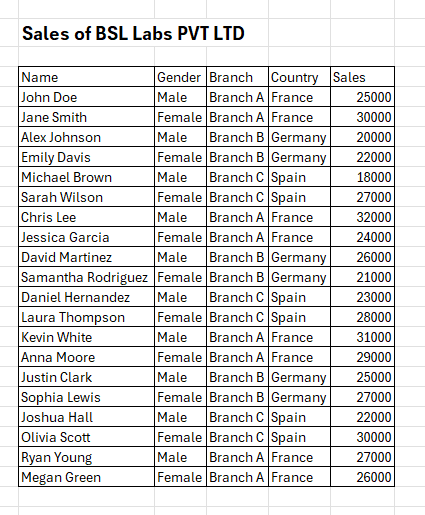 Sales of BSL Labs PVT LTD
Name Gender Branch Country Sales
John Doe Male Branch A France 25000
Jane Smith Female Branch A France 30000
Alex Johnson Male Branch B Germany 20000
Emily Davis Female Branch B Germany 22000
Michael Brown Male Branch C Spain 18000
Sarah Wilson Female Branch C Spain 27000
Chris Lee Male Branch A France 32000
Jessica Garcia Female Branch A France 24000
David Martinez Male Branch B Germany 26000
Samantha Rodriguez Female Branch B Germany 21000
Daniel Hernandez Male Branch C Spain 23000
Laura Thompson Female Branch C Spain 28000
Kevin White Male Branch A France 31000
Anna Moore Female Branch A France 29000
Justin Clark Male Branch B Germany 25000
Sophia Lewis Female Branch B Germany 27000
Joshua Hall Male Branch C Spain 22000
Olivia Scott Female Branch C Spain 30000
Ryan Young Male Branch A France 27000
Megan Green Female Branch A France 26000